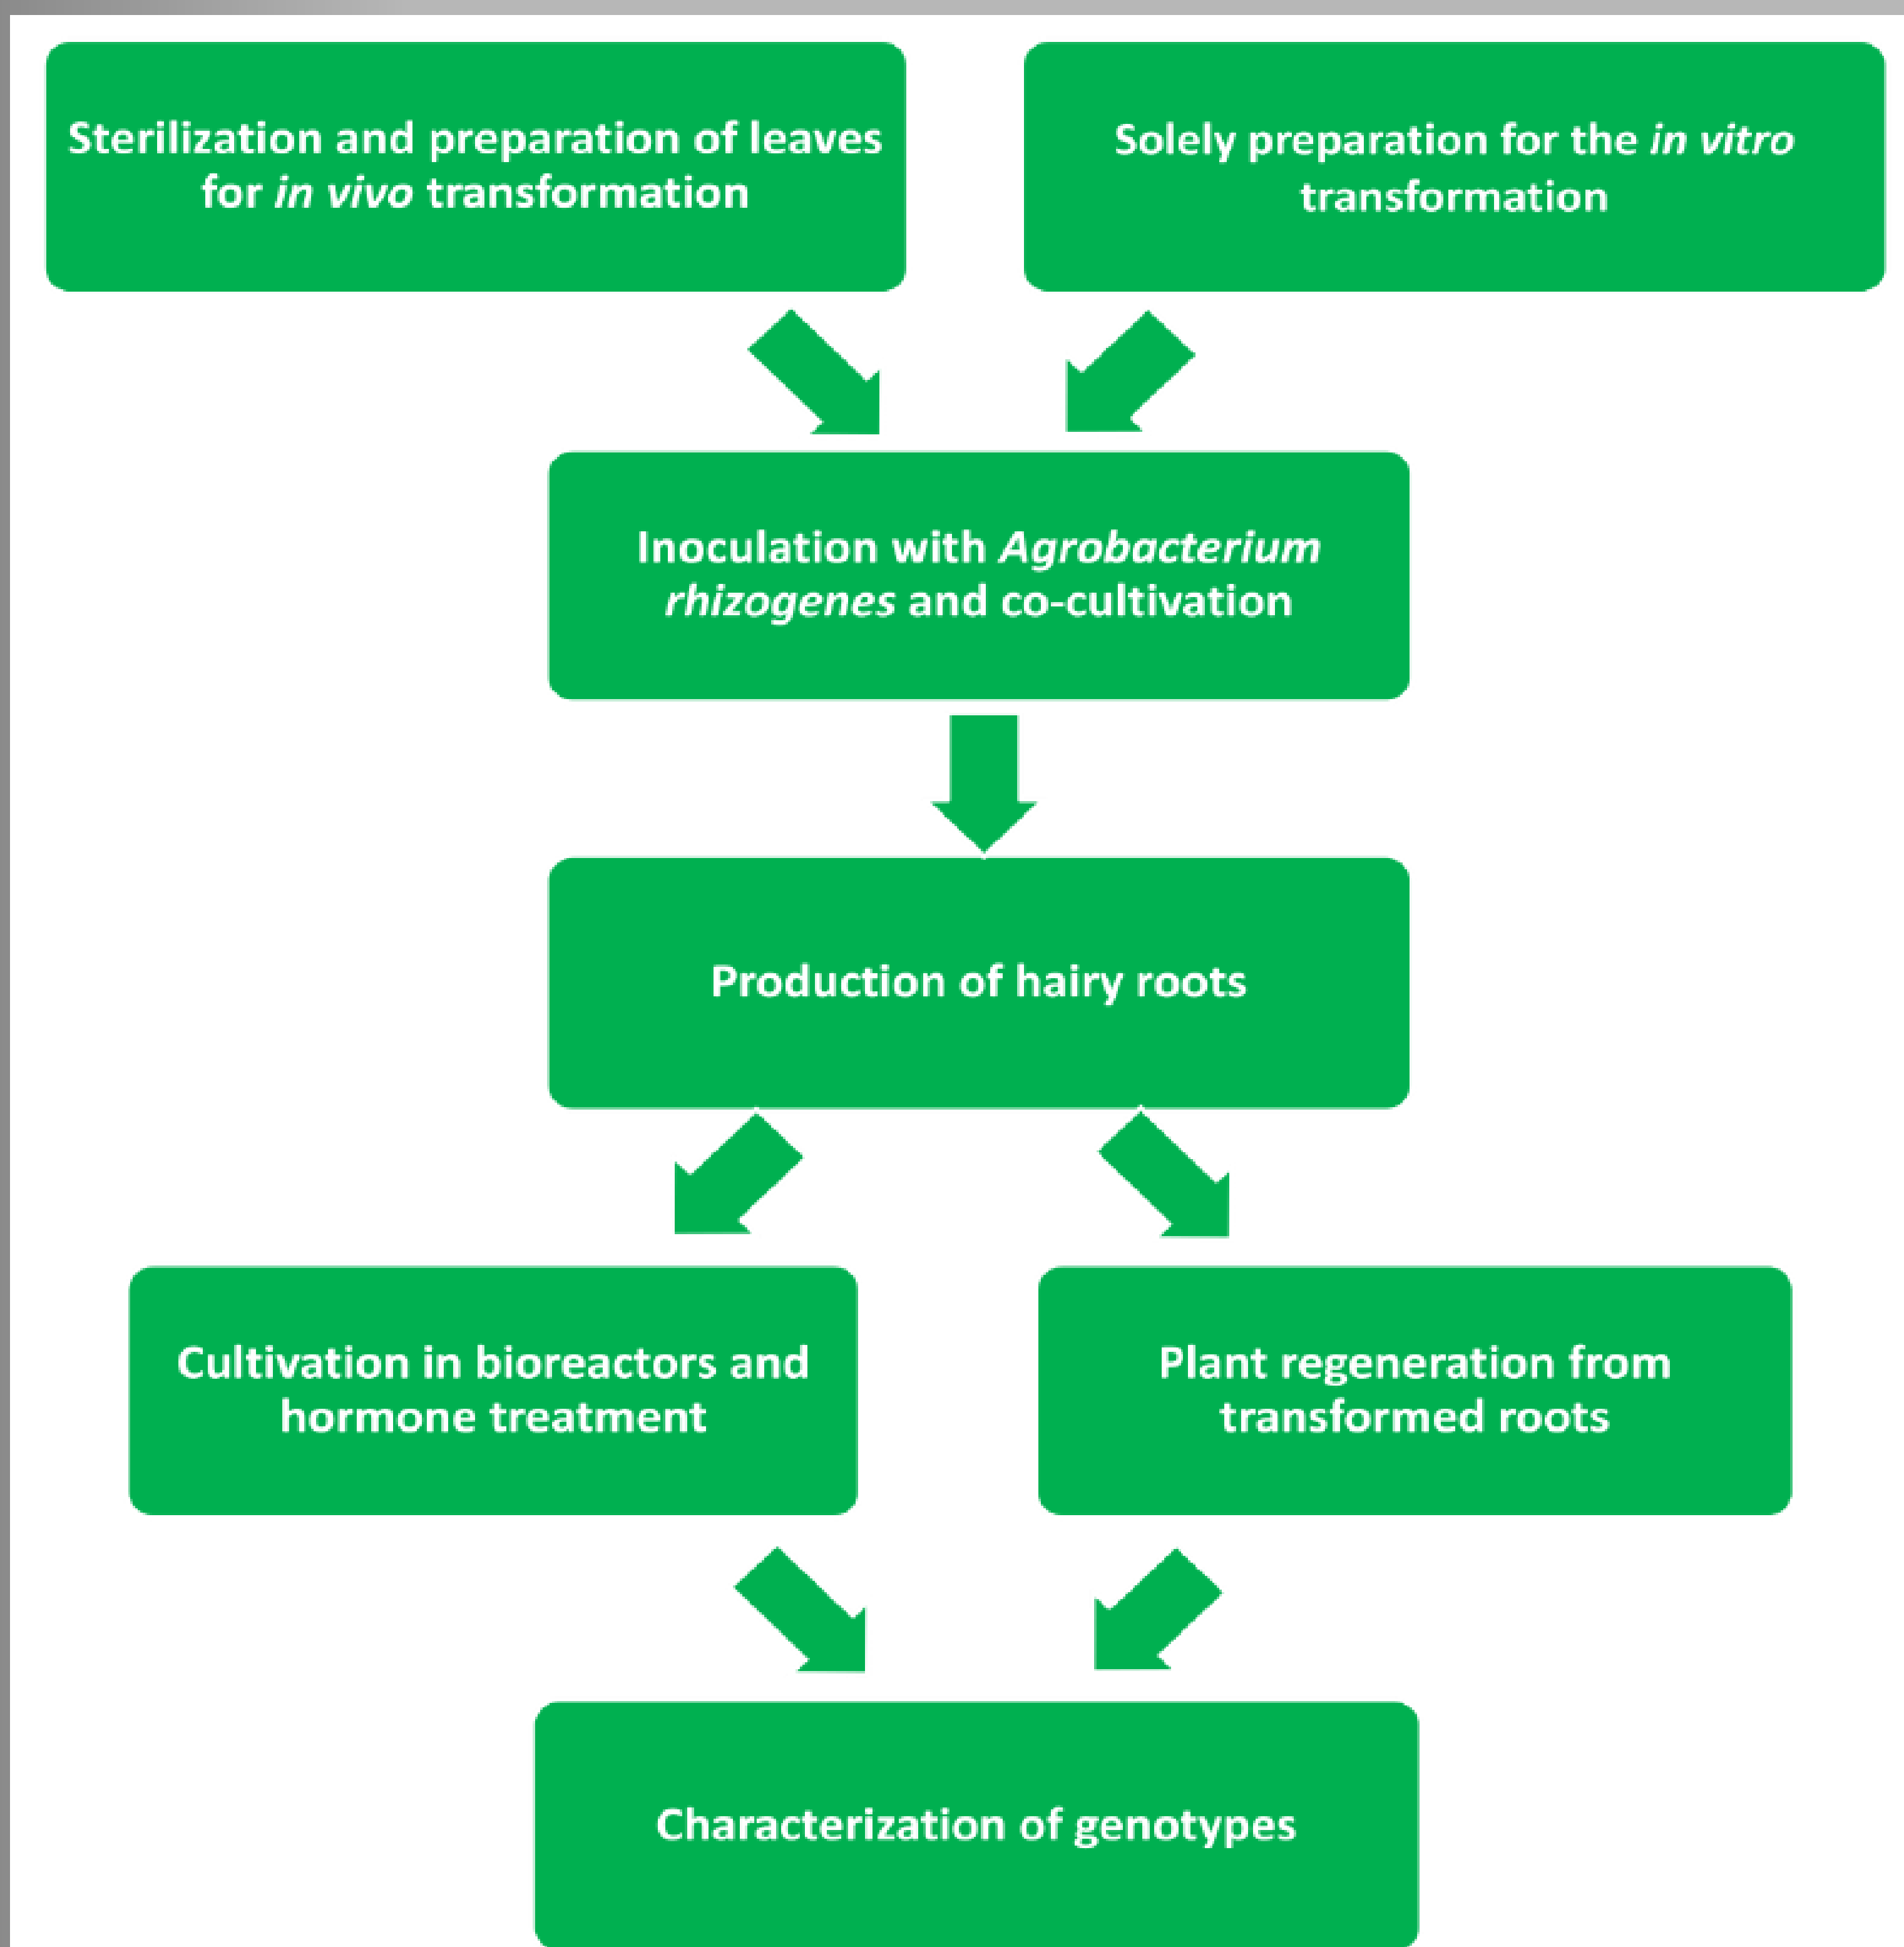 Sterilization and preparation of leaves
for in vivo transformation
Solely preparation for the in vitro
transformation
Inoculation with Agrobacterium
rhizogenes and co-cultivation
Production of hairy roots
Cultivation in bioreactors and
hormone treatment
Plant regeneration from
transformed roots
Characterization of genotypes